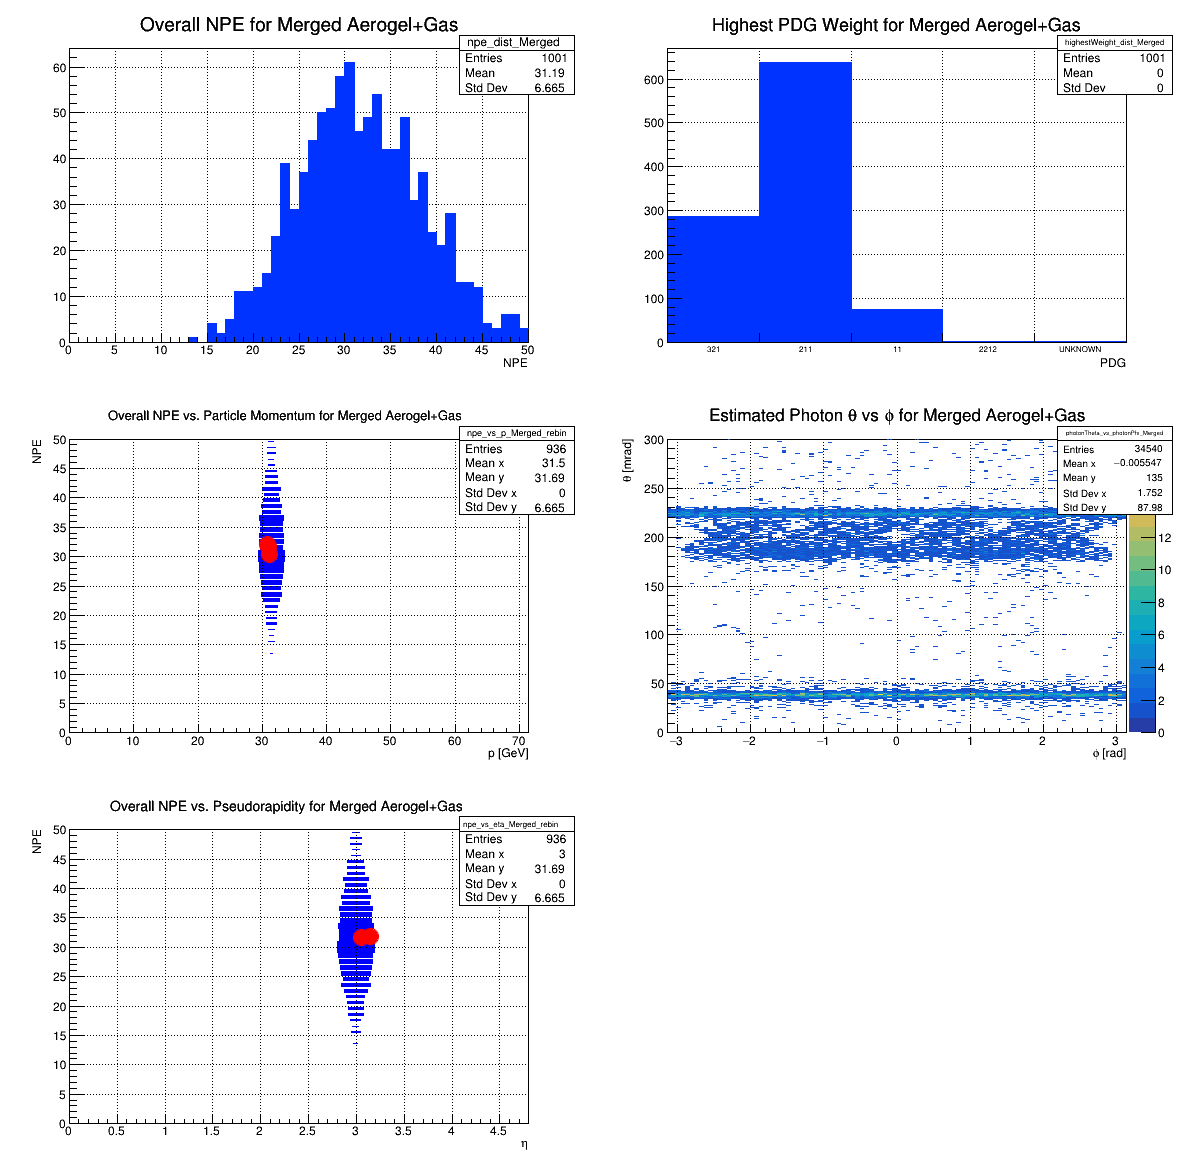 Overall NPE for Merged Aerogel+Gas
npe_dist_Merged
Entries 1001
Mean 31.19
Std Dev 6.665
60
50
40
30
20
10
0
0 5 10 15 20 25 30 35 40 45 50
NPE
Highest PDG Weight for Merged Aerogel+Gas
highestWeight_dist_Merged
Entries 1001
Mean 0
Std Dev 0
600
500
400
300
200
100
0
321 211 11 2212 UNKNOWN
PDG
Overall NPE vs. Particle Momentum for Merged Aerogel+Gas
npe_vs_p_Merged_rebin
Entries 936
Mean x 31.5
Mean y 31.69
Std Dev x 0
Std Dev y 6.665
NPE
50
45
40
35
30
25
20
15
10
5
0
0 10 20 30 40 50 60 70
p [GeV]
Estimated Photon θ vs ϕ for Merged Aerogel+Gas
photonTheta_vs_photonPhi_Merged
Entries 34540
Mean x −0.005547
Mean y 135
Std Dev x 1.752
Std Dev y 87.98
θ [mrad]
300
250
200
150
100
50
0
−3 −2 −1 0 1 2 3
ϕ [rad]
12
10
8
6
4
2
0
Overall NPE vs. Pseudorapidity for Merged Aerogel+Gas
npe_vs_eta_Merged_rebin
Entries 936
Mean x 3
Mean y 31.69
Std Dev x 0
Std Dev y 6.665
NPE
50
45
40
35
30
25
20
15
10
5
0
0 0.5 1 1.5 2 2.5 3 3.5 4 4.5
η